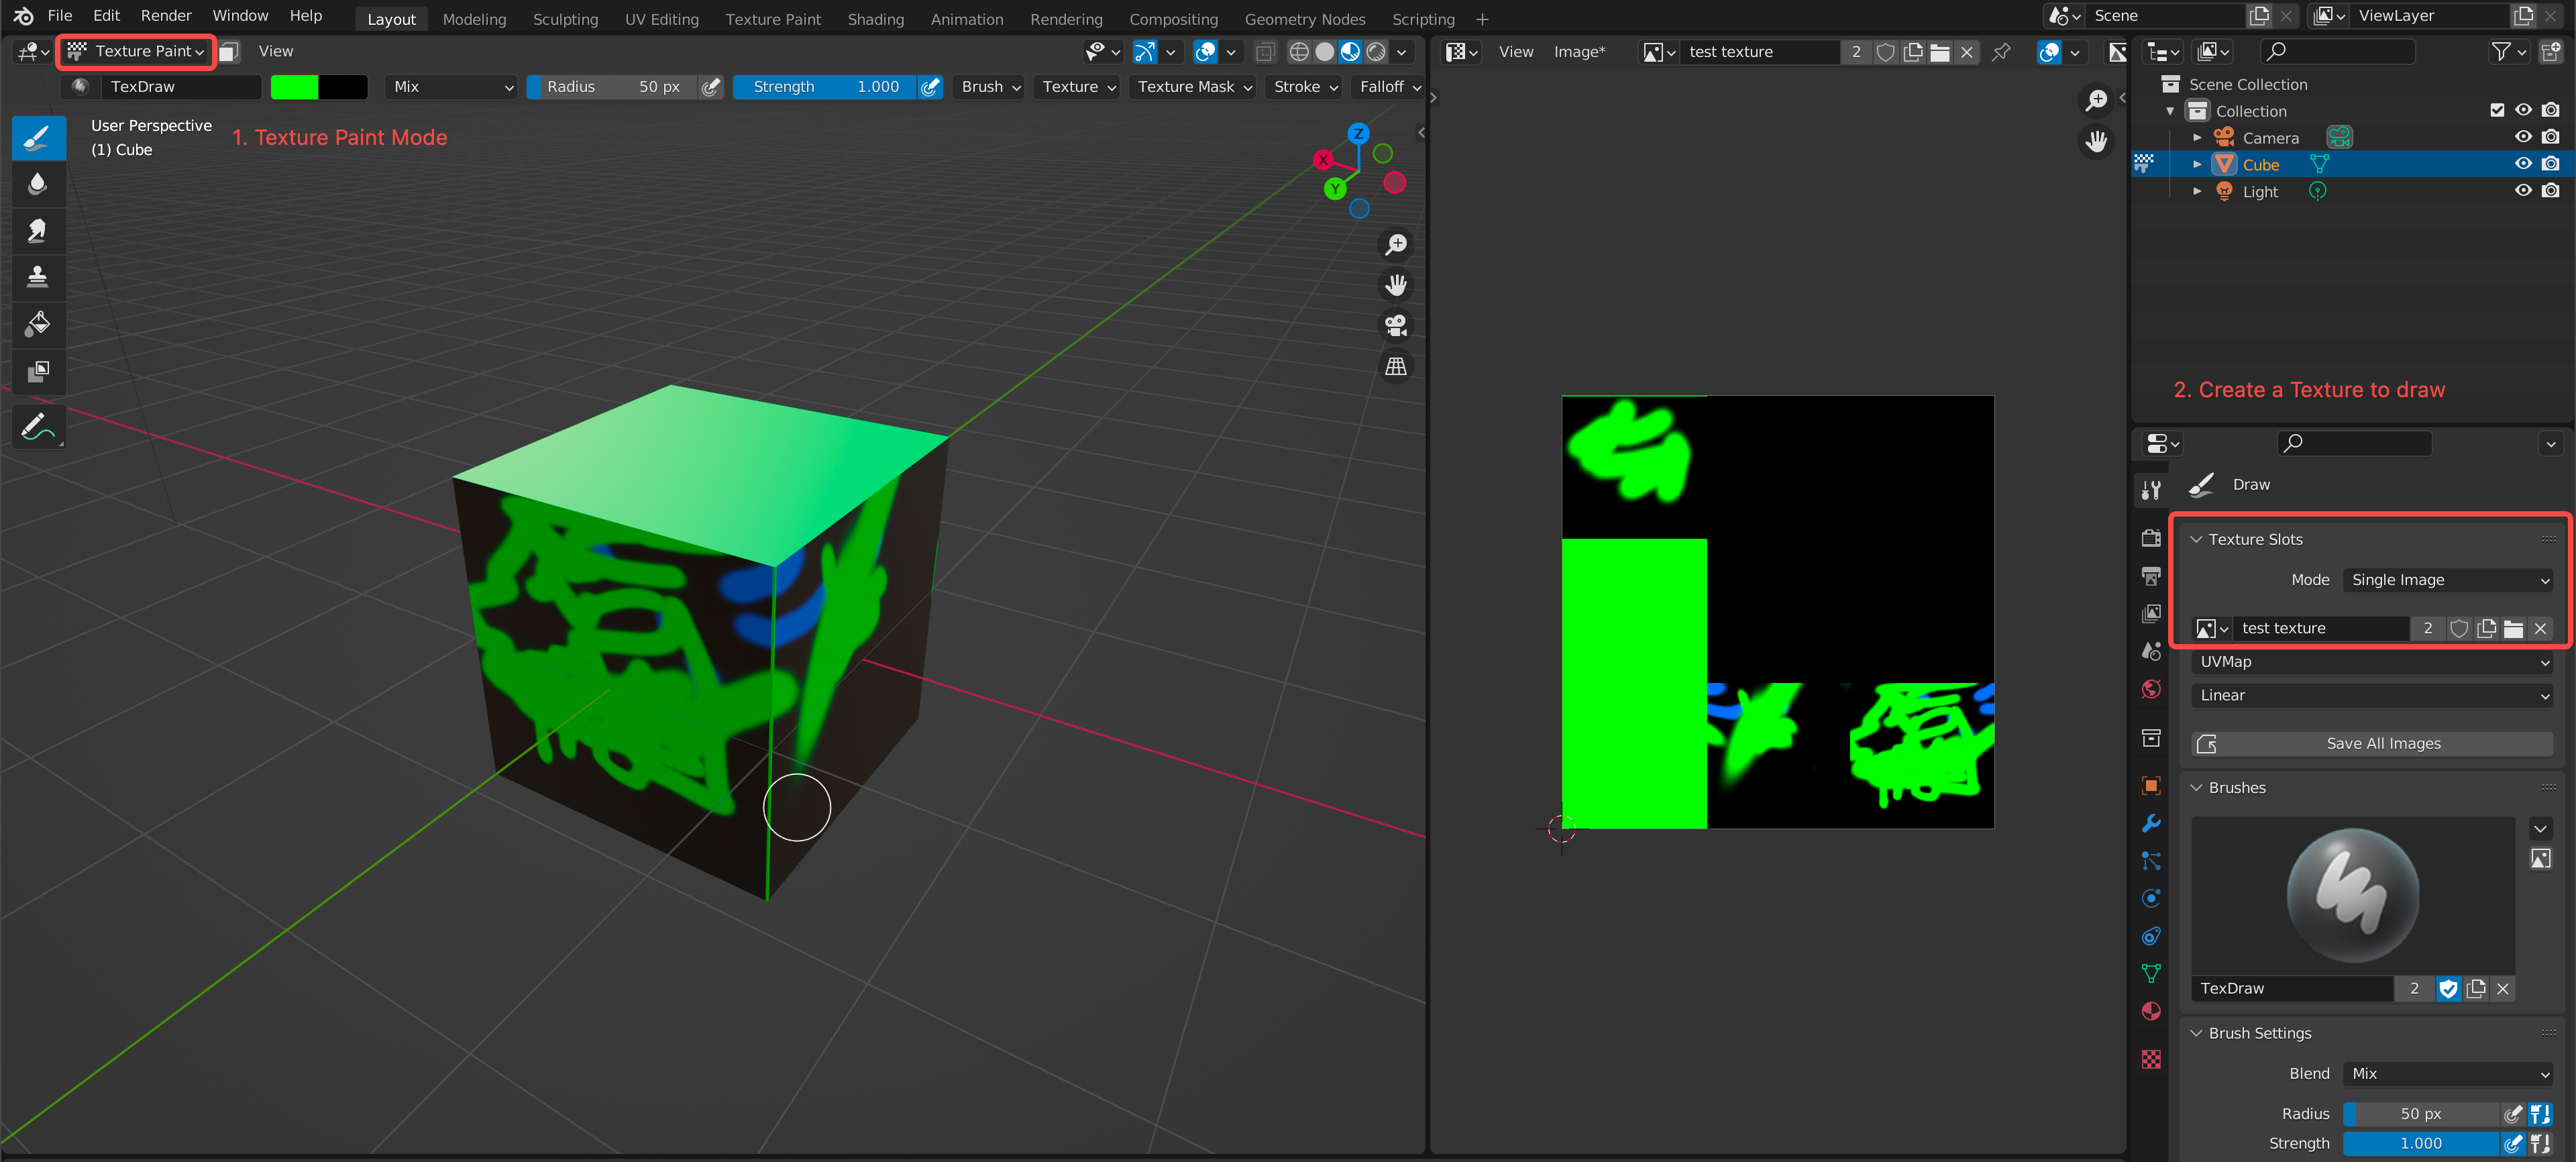 File Edit Render Window Help Layout Modeling Sculpting UV Editing Texture Paint Shading Animation Rendering Compositing Geometry Nodes Scripting + Scene ViewLayer
Texture Paint View
View Image* test texture 2
TexDraw Mix Radius 50 px Strength 1.000 Brush Texture Texture Mask Stroke Falloff
User Perspective
(1) Cube
1. Texture Paint Mode
Z
X
Y
Scene Collection
Collection
Camera
Cube
Light
2. Create a Texture to draw
Draw
Texture Slots
Mode Single Image
test texture 2
UVMap
Linear
Save All Images
Brushes
TexDraw 2
Brush Settings
Blend Mix
Radius 50 px
Strength 1.000